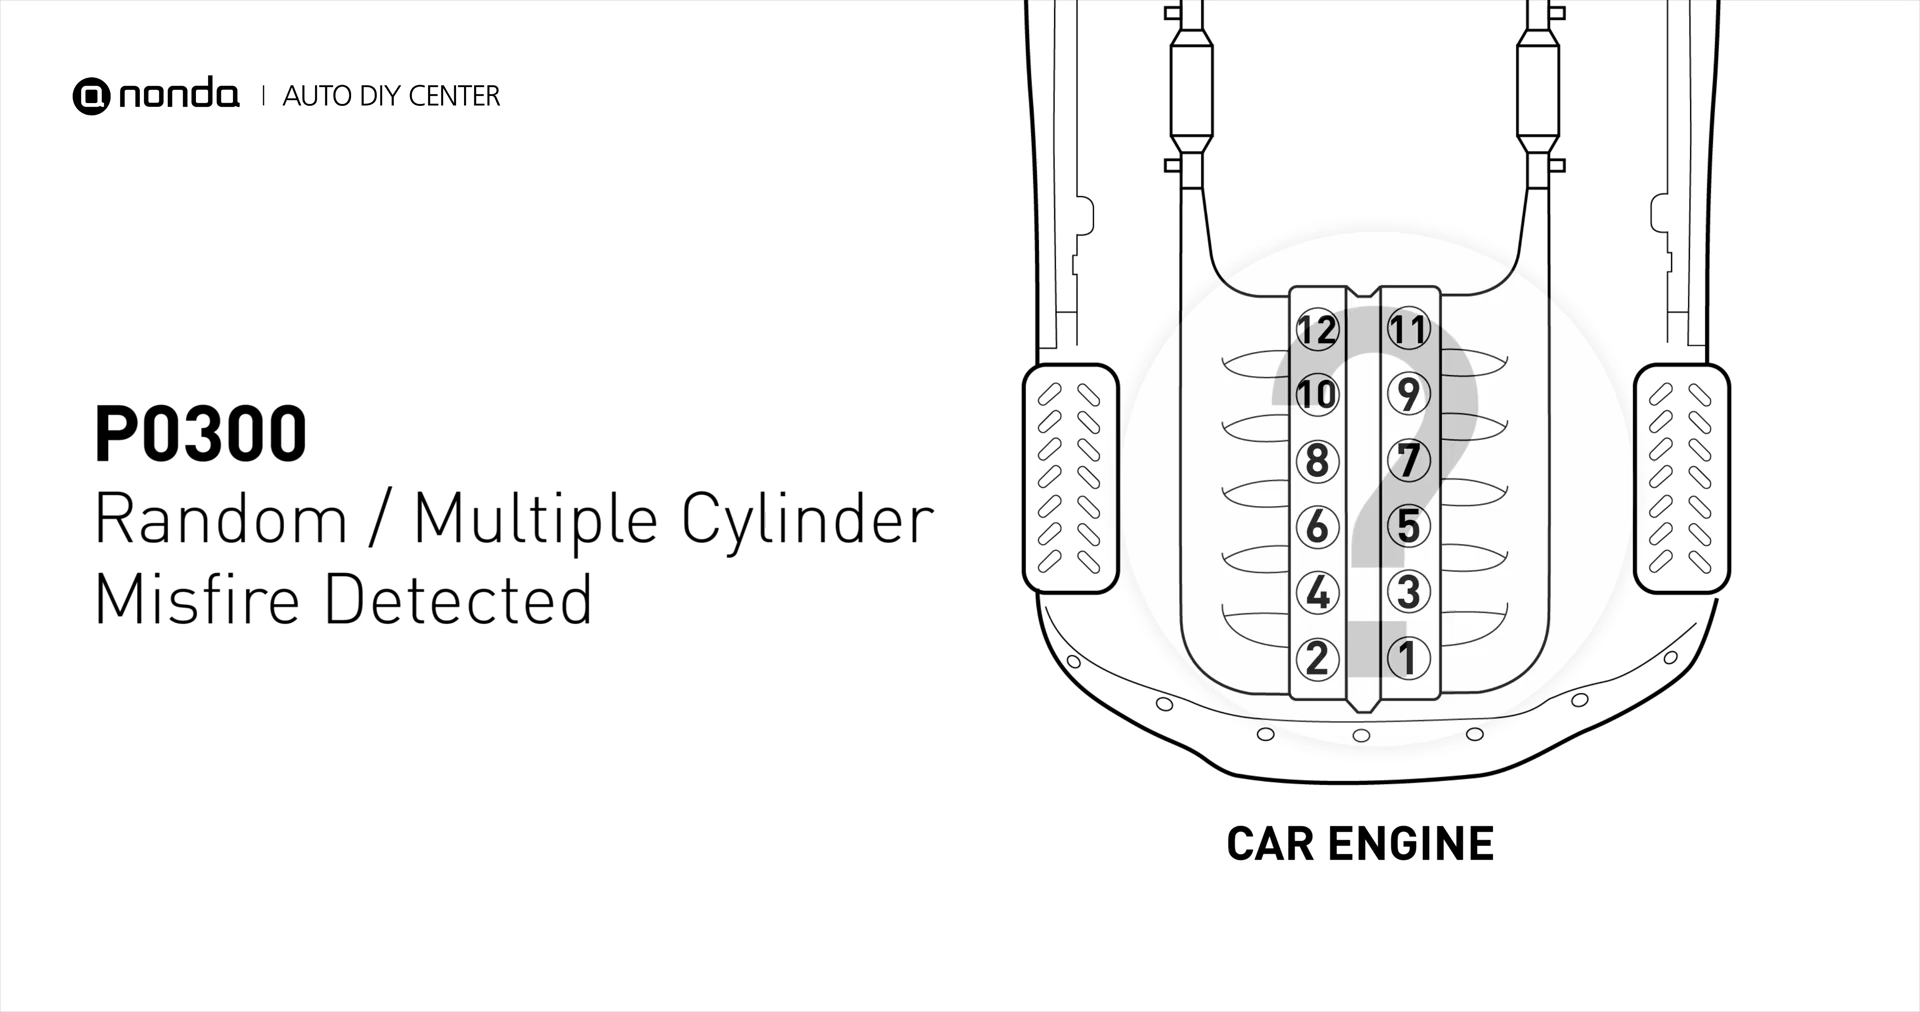 nonda | AUTO DIY CENTER
P0300
Random / Multiple Cylinder
Misfire Detected
12 11
10 9
8 7
6 5
4 3
2 1
?
CAR ENGINE